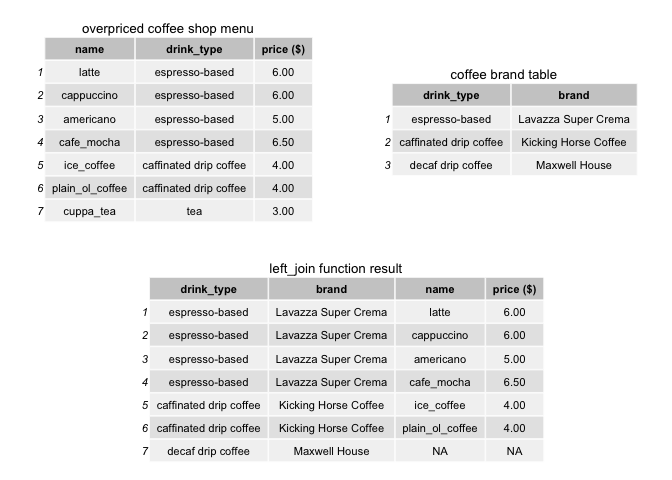 overpriced coffee shop menu
name drink_type price ($)
1 latte espresso-based 6.00
2 cappuccino espresso-based 6.00
3 americano espresso-based 5.00
4 cafe_mocha espresso-based 6.50
5 ice_coffee caffinated drip coffee 4.00
6 plain_ol_coffee caffinated drip coffee 4.00
7 cuppa_tea tea 3.00
coffee brand table
drink_type brand
1 espresso-based Lavazza Super Crema
2 caffinated drip coffee Kicking Horse Coffee
3 decaf drip coffee Maxwell House
left_join function result
drink_type brand name price ($)
1 espresso-based Lavazza Super Crema latte 6.00
2 espresso-based Lavazza Super Crema cappuccino 6.00
3 espresso-based Lavazza Super Crema americano 5.00
4 espresso-based Lavazza Super Crema cafe_mocha 6.50
5 caffinated drip coffee Kicking Horse Coffee ice_coffee 4.00
6 caffinated drip coffee Kicking Horse Coffee plain_ol_coffee 4.00
7 decaf drip coffee Maxwell House NA NA